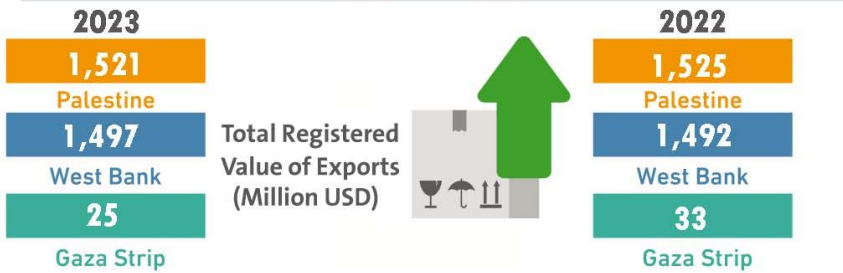 2023
1,521
Palestine
1,497
West Bank
25
Gaza Strip
Total Registered
Value of Exports
(Million USD)
2022
1,525
Palestine
1,492
West Bank
33
Gaza Strip